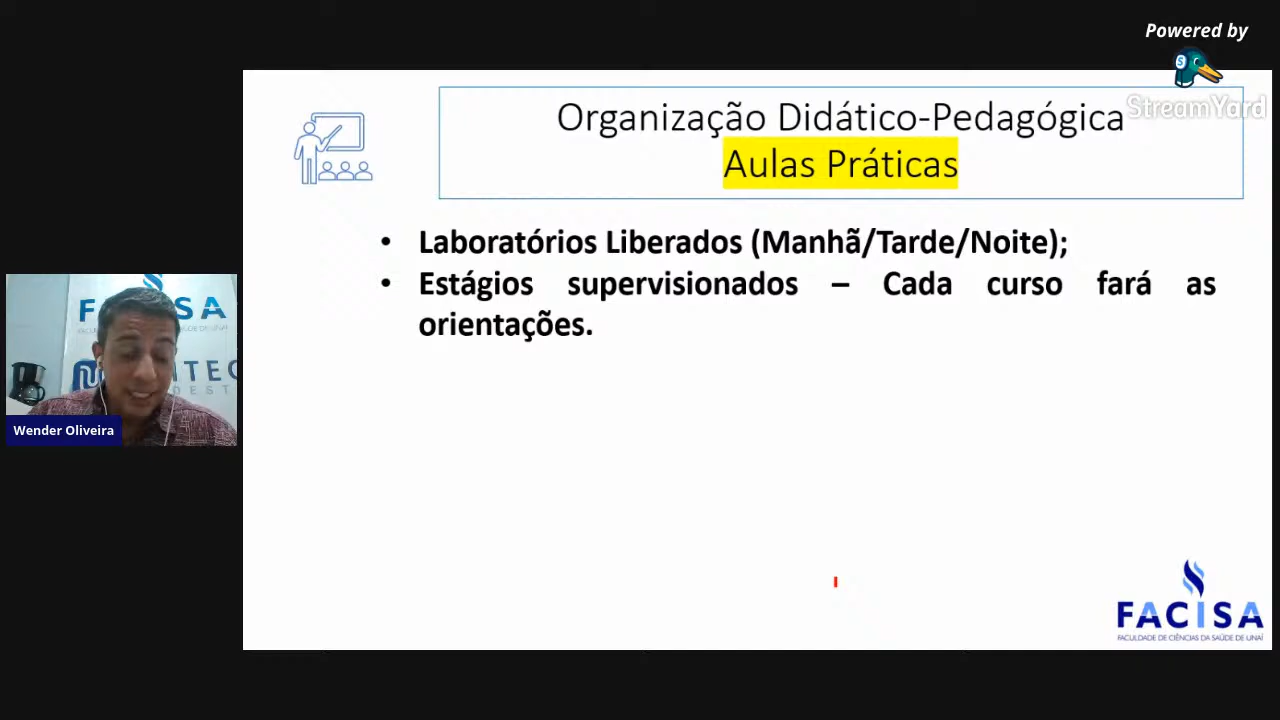 Powered by
StreamYard
Organização Didático-Pedagógica
Aulas Práticas
• Laboratórios Liberados (Manhã/Tarde/Noite);
• Estágios supervisionados – Cada curso fará as
orientações.
Wender Oliveira
FACISA
FACULDADE DE CIÊNCIAS DA SAÚDE DE UNAÍ